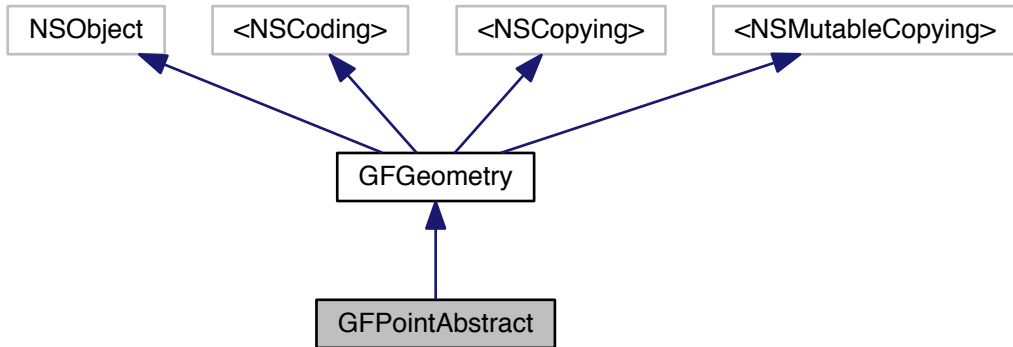 NSObject
<NSCoding>
<NSCopying>
<NSMutableCopying>
GFGeometry
GFPointAbstract